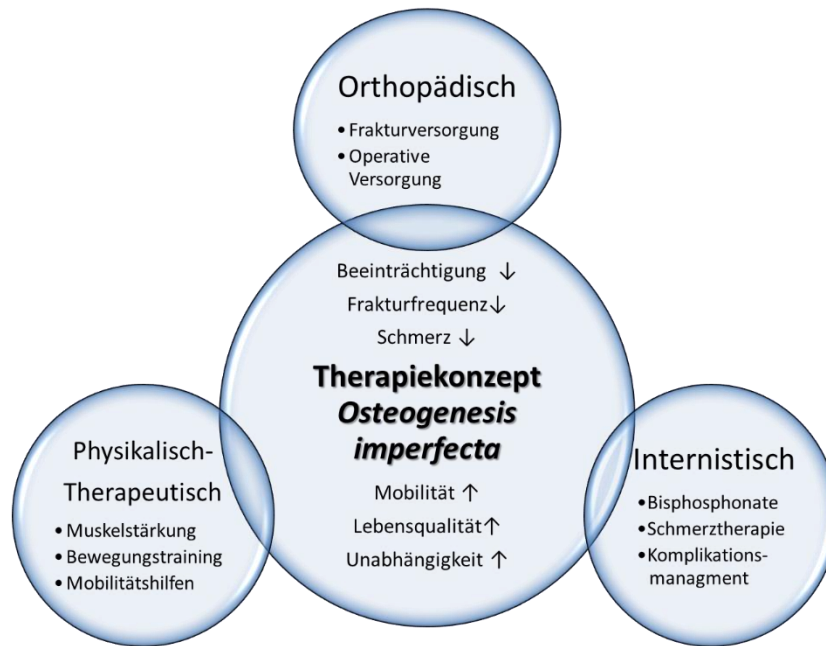 Orthopädisch
•Frakturversorgung
•Operative
Versorgung
Beeinträchtigung ↓
Frakturfrequenz↓
Schmerz ↓
Therapiekonzept
Osteogenesis
imperfecta
Mobilität ↑
Lebensqualität↑
Unabhängigkeit ↑
Physikalisch-
Therapeutisch
•Muskelstärkung
•Bewegungstraining
•Mobilitätshilfen
Internistisch
•Bisphosphonate
•Schmerztherapie
•Komplikations-
managment